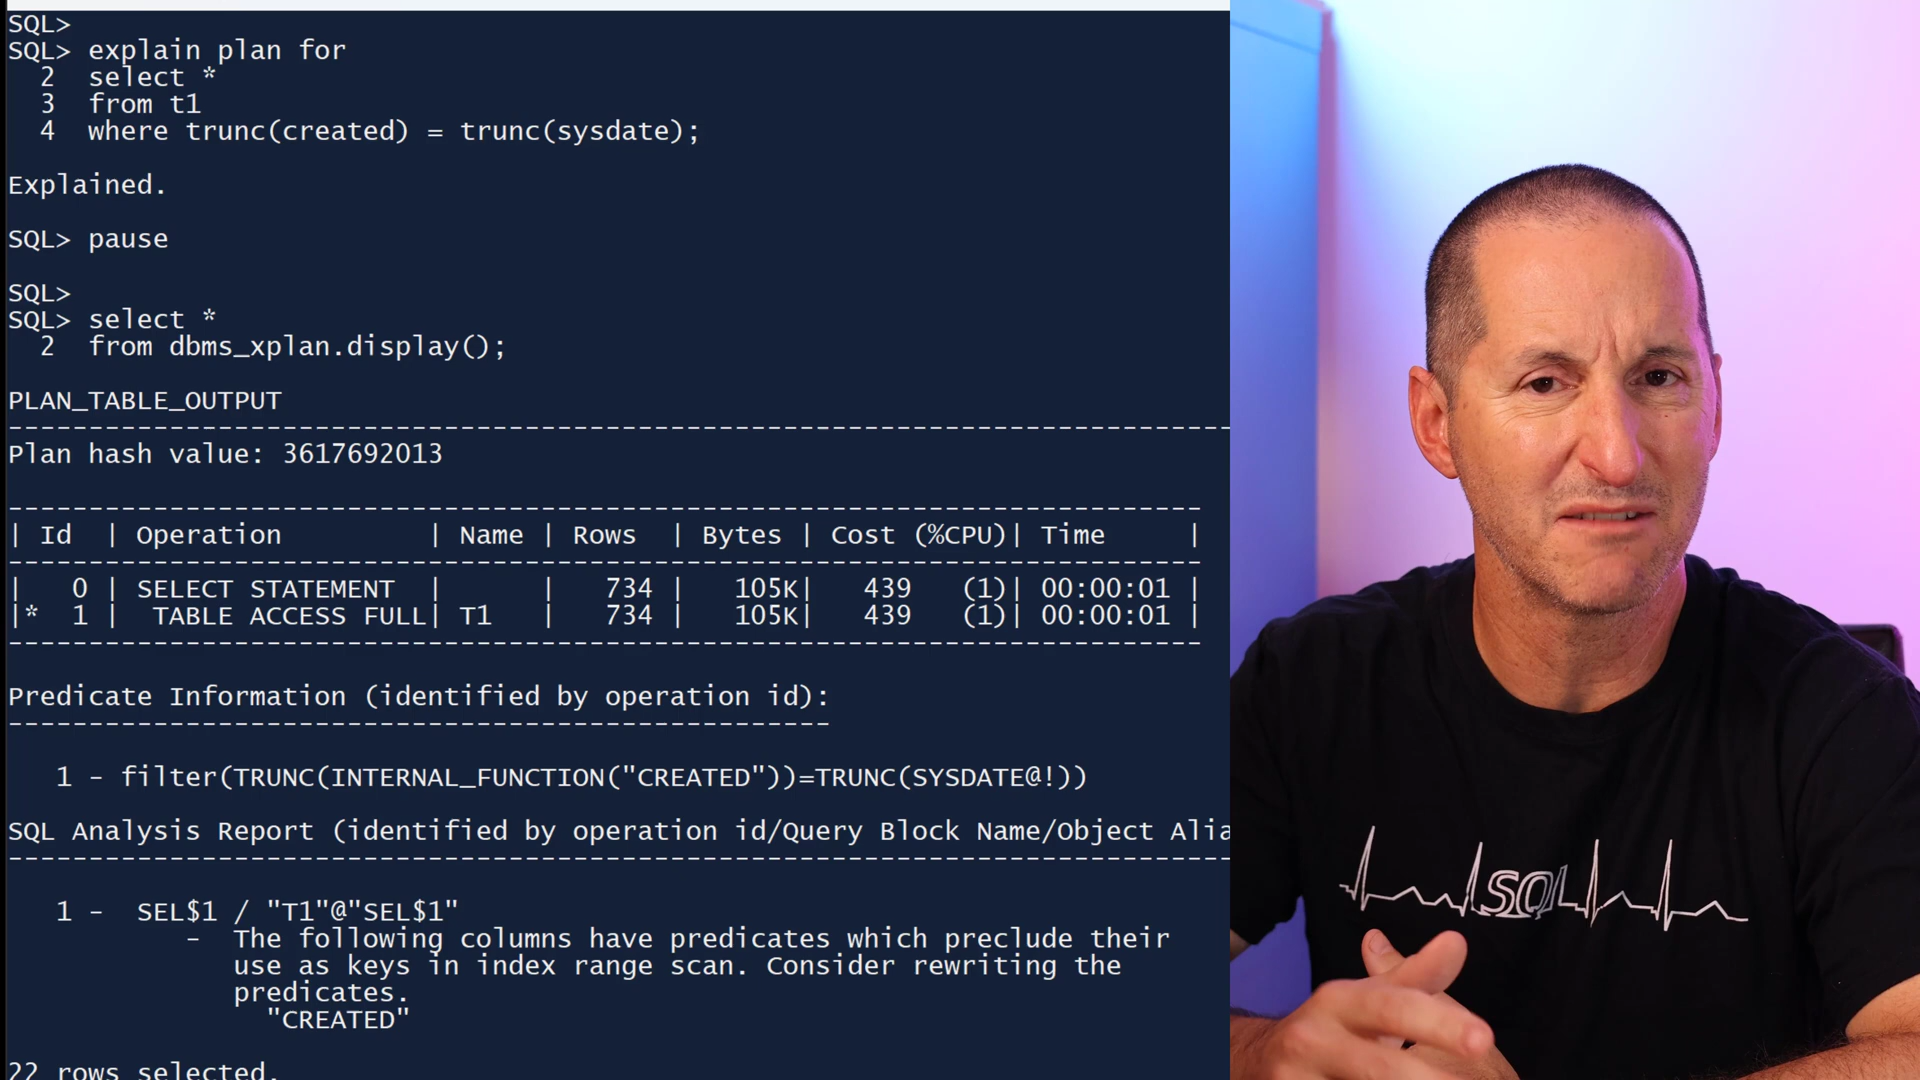 SQL>
SQL> explain plan for
2 select *
3 from t1
4 where trunc(created) = trunc(sysdate);
Explained.
SQL> pause
SQL>
SQL> select *
2 from dbms_xplan.display();
PLAN_TABLE_OUTPUT
--------------------------------------------------------------------------------
Plan hash value: 3617692013
--------------------------------------------------------------------------
| Id | Operation | Name | Rows | Bytes | Cost (%CPU)| Time |
--------------------------------------------------------------------------
| 0 | SELECT STATEMENT | | 734 | 105K| 439 (1)| 00:00:01 |
|* 1 | TABLE ACCESS FULL| T1 | 734 | 105K| 439 (1)| 00:00:01 |
--------------------------------------------------------------------------
Predicate Information (identified by operation id):
---------------------------------------------------
1 - filter(TRUNC(INTERNAL_FUNCTION("CREATED"))=TRUNC(SYSDATE@!))
SQL Analysis Report (identified by operation id/Query Block Name/Object Alia
--------------------------------------------------------------------------------
1 - SEL$1 / "T1"@"SEL$1"
- The following columns have predicates which preclude their
use as keys in index range scan. Consider rewriting the
predicates.
"CREATED"
22 rows selected.
SQL